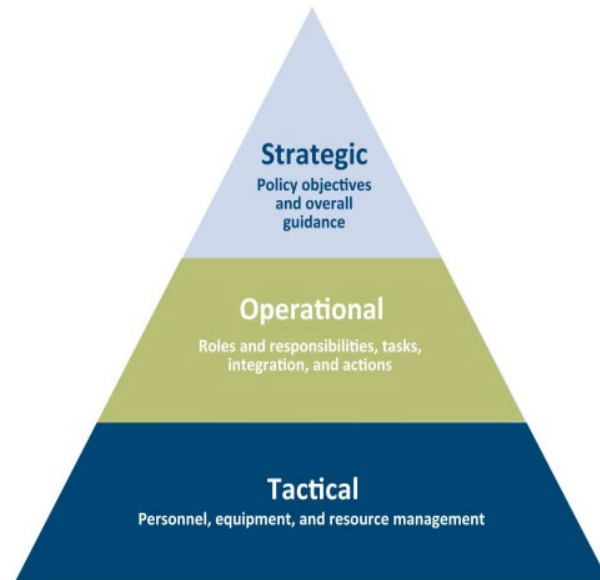 Strategic
Policy objectives
and overall
guidance
Operational
Roles and responsibilities, tasks,
integration, and actions
Tactical
Personnel, equipment, and resource management